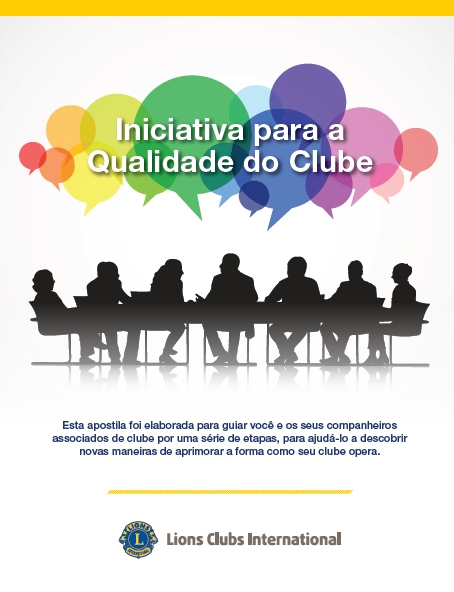 Iniciativa para a
Qualidade do Clube
Esta apostila foi elaborada para guiar você e os seus companheiros
associados de clube por uma série de etapas, para ajudá-lo a descobrir
novas maneiras de aprimorar a forma como seu clube opera.
LIONS
L
INTERNATIONAL
Lions Clubs International